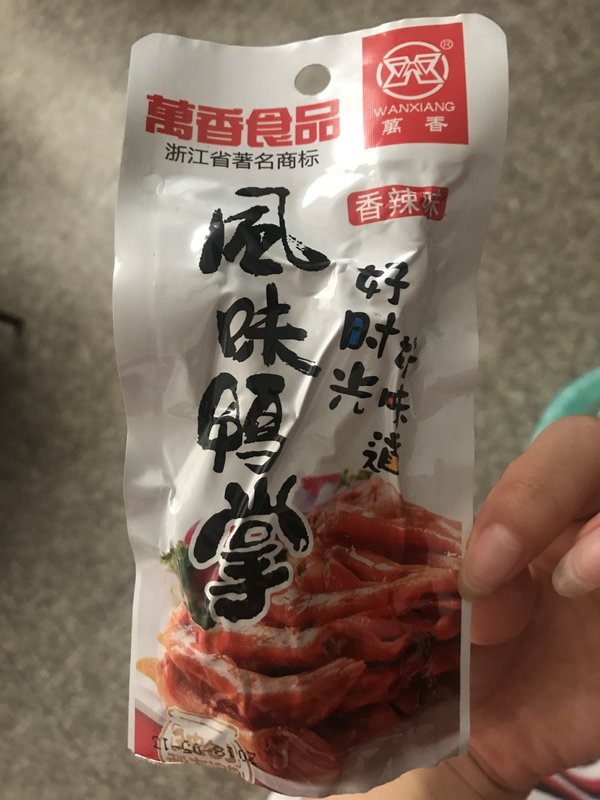 萬香食品
浙江省著名商标
WANXIANG
萬香
香辣味
風味鴨掌
好时光
好味道